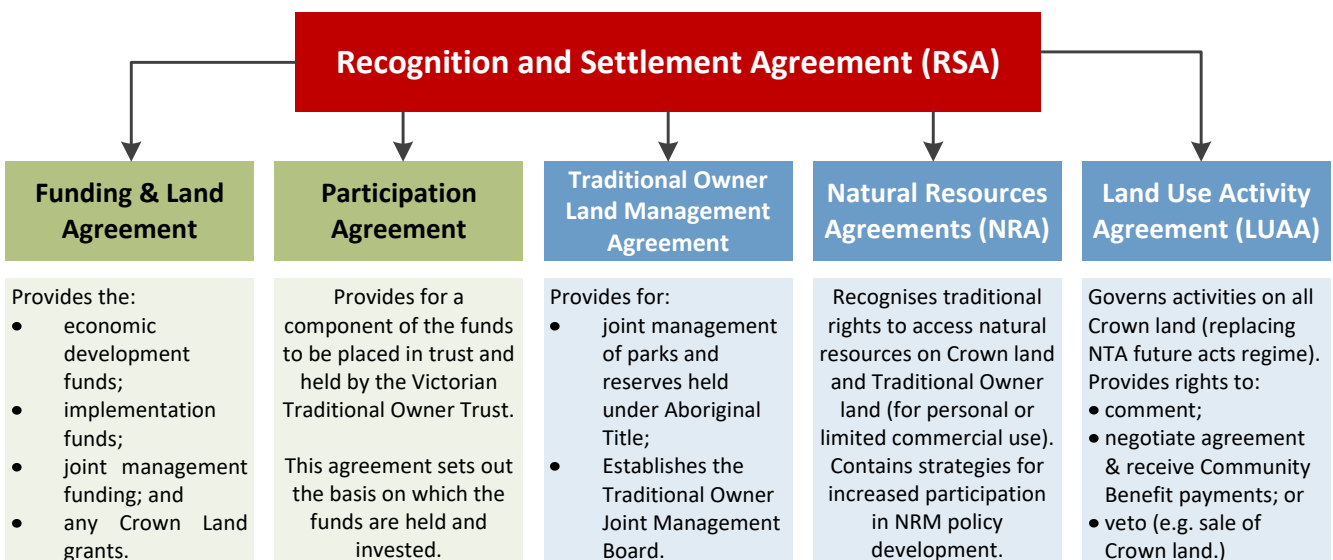 Recognition and Settlement Agreement (RSA)
Funding & Land
Agreement
Provides the:
• economic
development
funds;
• implementation
funds;
• joint management
funding; and
• any Crown Land
grants.
Participation
Agreement
Provides for a
component of the funds
to be placed in trust and
held by the Victorian
Traditional Owner Trust.
This agreement sets out
the basis on which the
funds are held and
invested.
Traditional Owner
Land Management
Agreement
Provides for:
• joint management
of parks and
reserves held
under Aboriginal
Title;
• Establishes the
Traditional Owner
Joint Management
Board.
Natural Resources
Agreements (NRA)
Recognises traditional
rights to access natural
resources on Crown land
and Traditional Owner
land (for personal or
limited commercial use).
Contains strategies for
increased participation
in NRM policy
development.
Land Use Activity
Agreement (LUAA)
Governs activities on all
Crown land (replacing
NTA future acts regime).
Provides rights to:
• comment;
• negotiate agreement
& receive Community
Benefit payments; or
• veto (e.g. sale of
Crown land.)